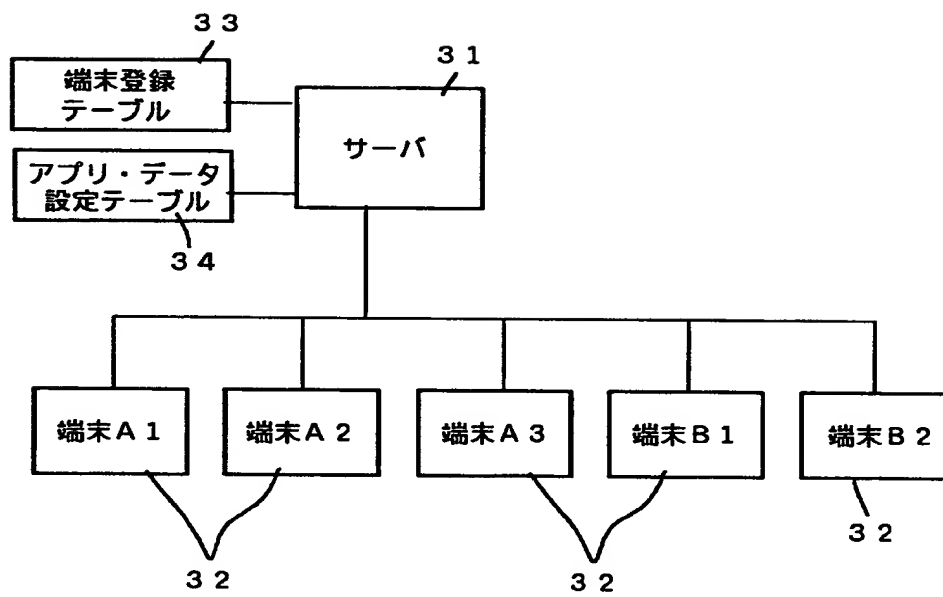 33
端末登録
テーブル
31
サーバ
アプリ・データ
設定テーブル
34
端末A1
端末A2
端末A3
端末B1
端末B2
32
32
32